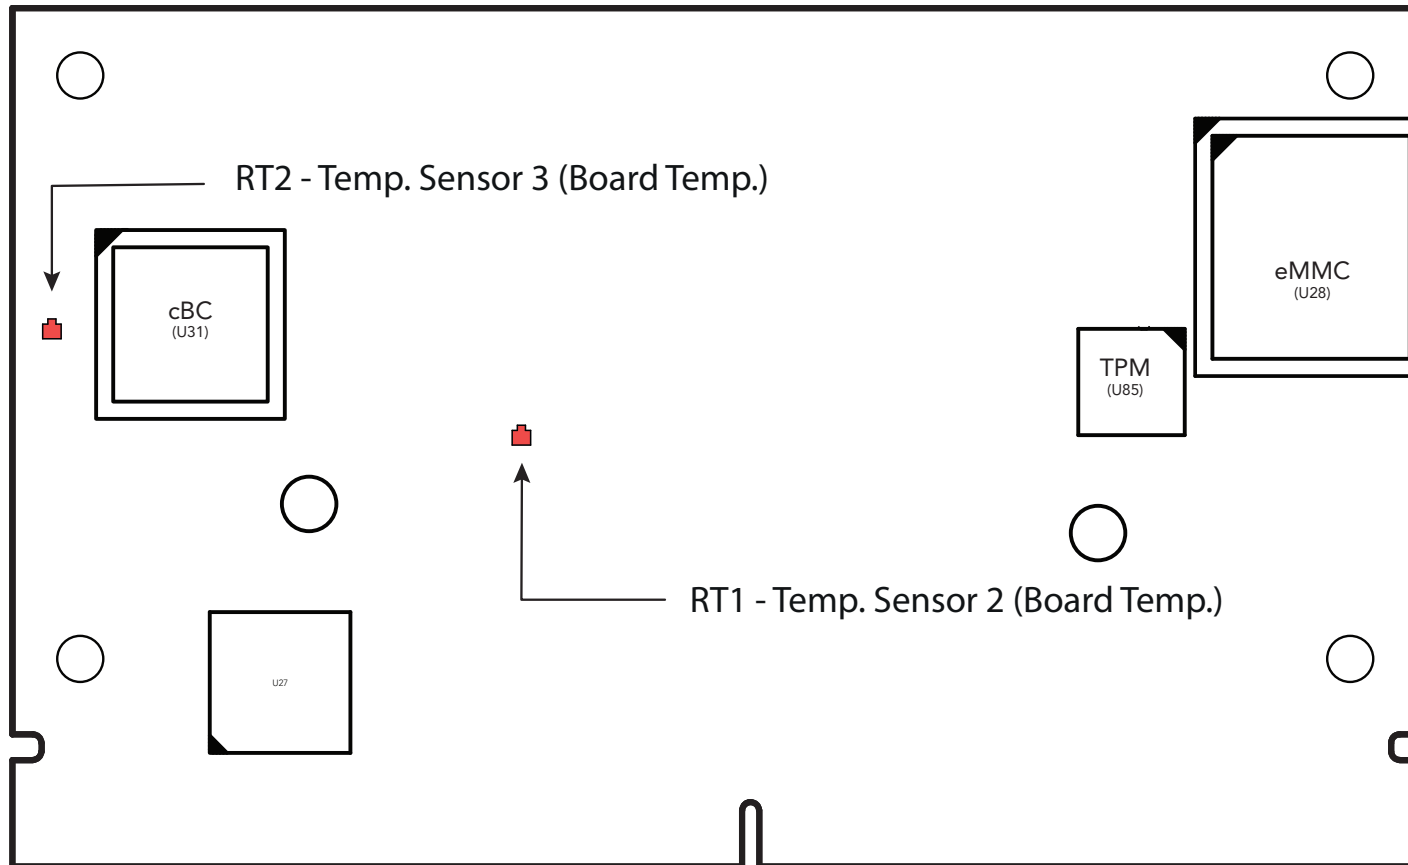 RT2 - Temp. Sensor 3 (Board Temp.)
cBC
(U31)
eMMC
(U28)
TPM
(U85)
RT1 - Temp. Sensor 2 (Board Temp.)
U27